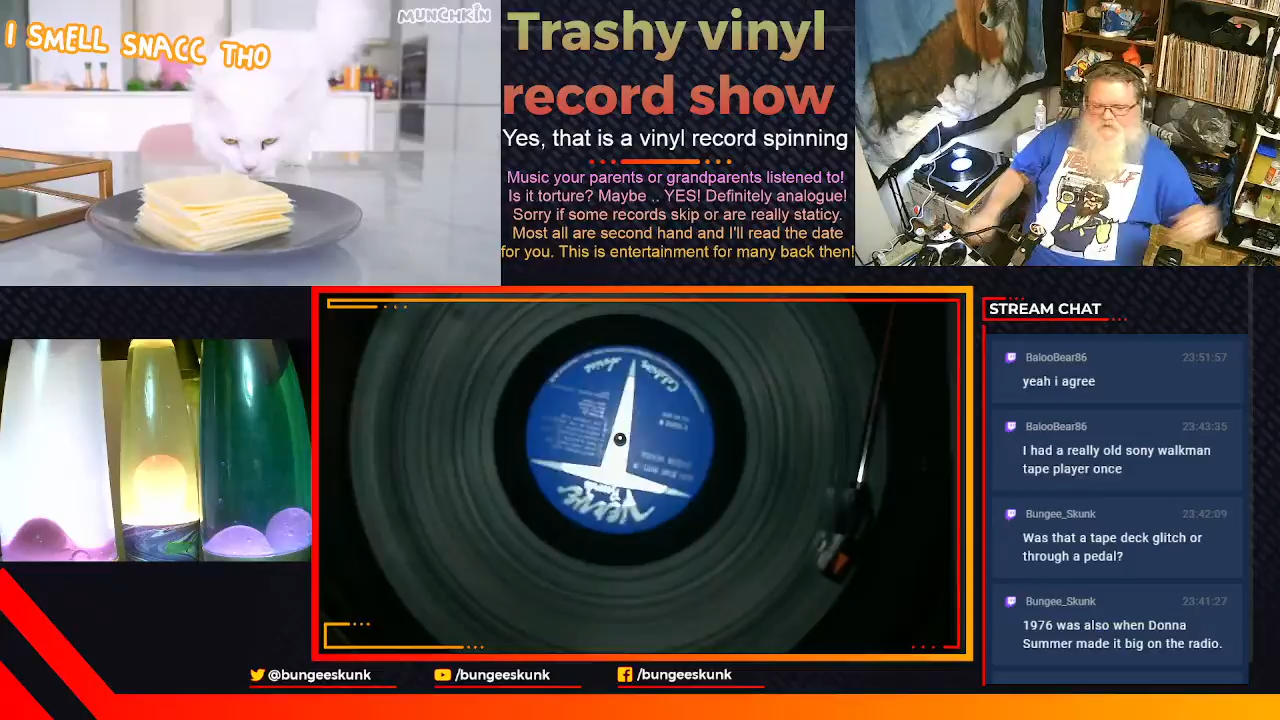 I SMELL SNACC THO
MUNCHKIN
Trashy vinyl
record show
Yes, that is a vinyl record spinning
Music your parents or grandparents listened to!
Is it torture? Maybe .. YES! Definitely analogue!
Sorry if some records skip or are really staticy.
Most all are second hand and I'll read the date
for you. This is entertainment for many back then!
STREAM CHAT
BalooBear86 23:51:57
yeah i agree
BalooBear86 23:43:35
I had a really old sony walkman
tape player once
Bungee_Skunk 23:42:09
Was that a tape deck glitch or
through a pedal?
Bungee_Skunk 23:41:27
1976 was also when Donna
Summer made it big on the radio.
@bungeeskunk
/bungeeskunk
/bungeeskunk